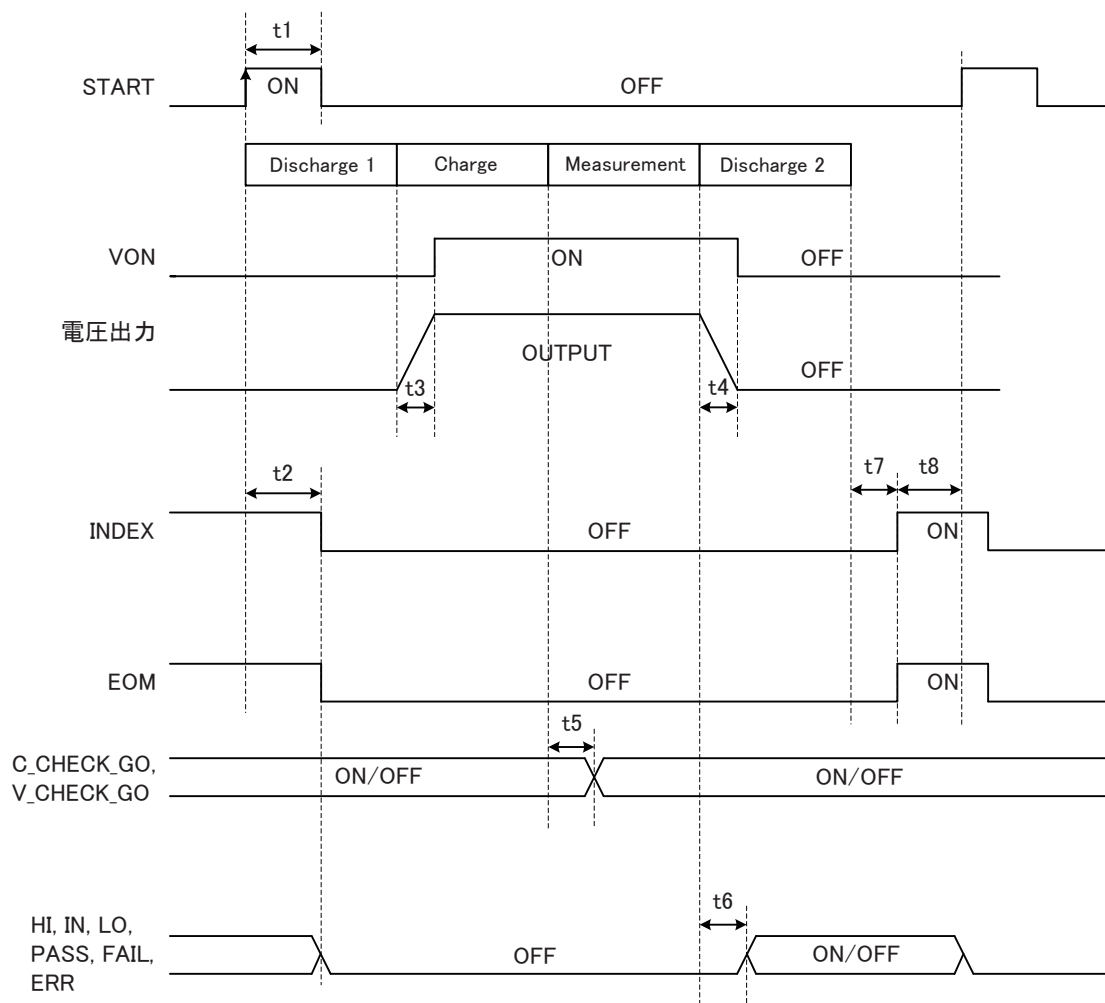 t1
START
ON
OFF
Discharge 1
Charge
Measurement
Discharge 2
VON
ON
OFF
電圧出力
OUTPUT
OFF
t3
t4
t2
t7
t8
INDEX
OFF
ON
EOM
OFF
ON
t5
C_CHECK_GO,
V_CHECK_GO
ON/OFF
ON/OFF
t6
HI, IN, LO,
PASS, FAIL,
ERR
OFF
ON/OFF